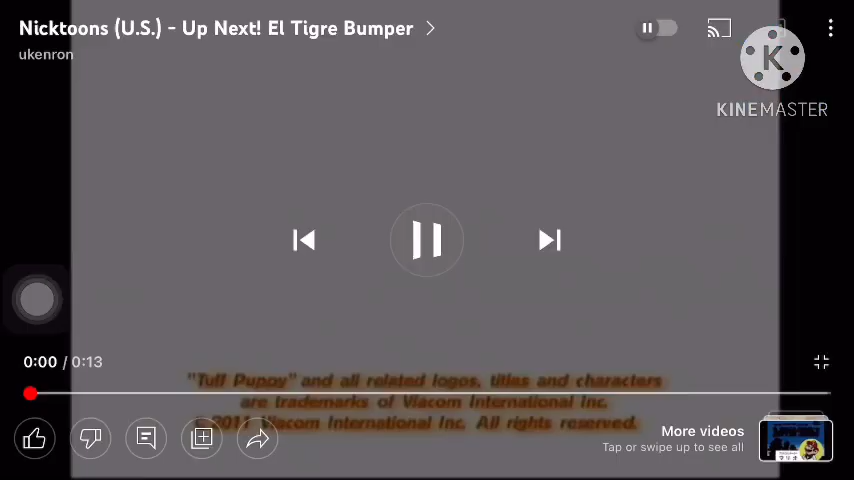 Nicktoons (U.S.) - Up Next! El Tigre Bumper
ukenron
K
KINEMASTER
0:00 / 0:13
"Tuff Puppy" and all related logos, titles and characters
are trademarks of Viacom International Inc.
© 2011 Viacom International Inc. All rights reserved.
More videos
Tap or swipe up to see all